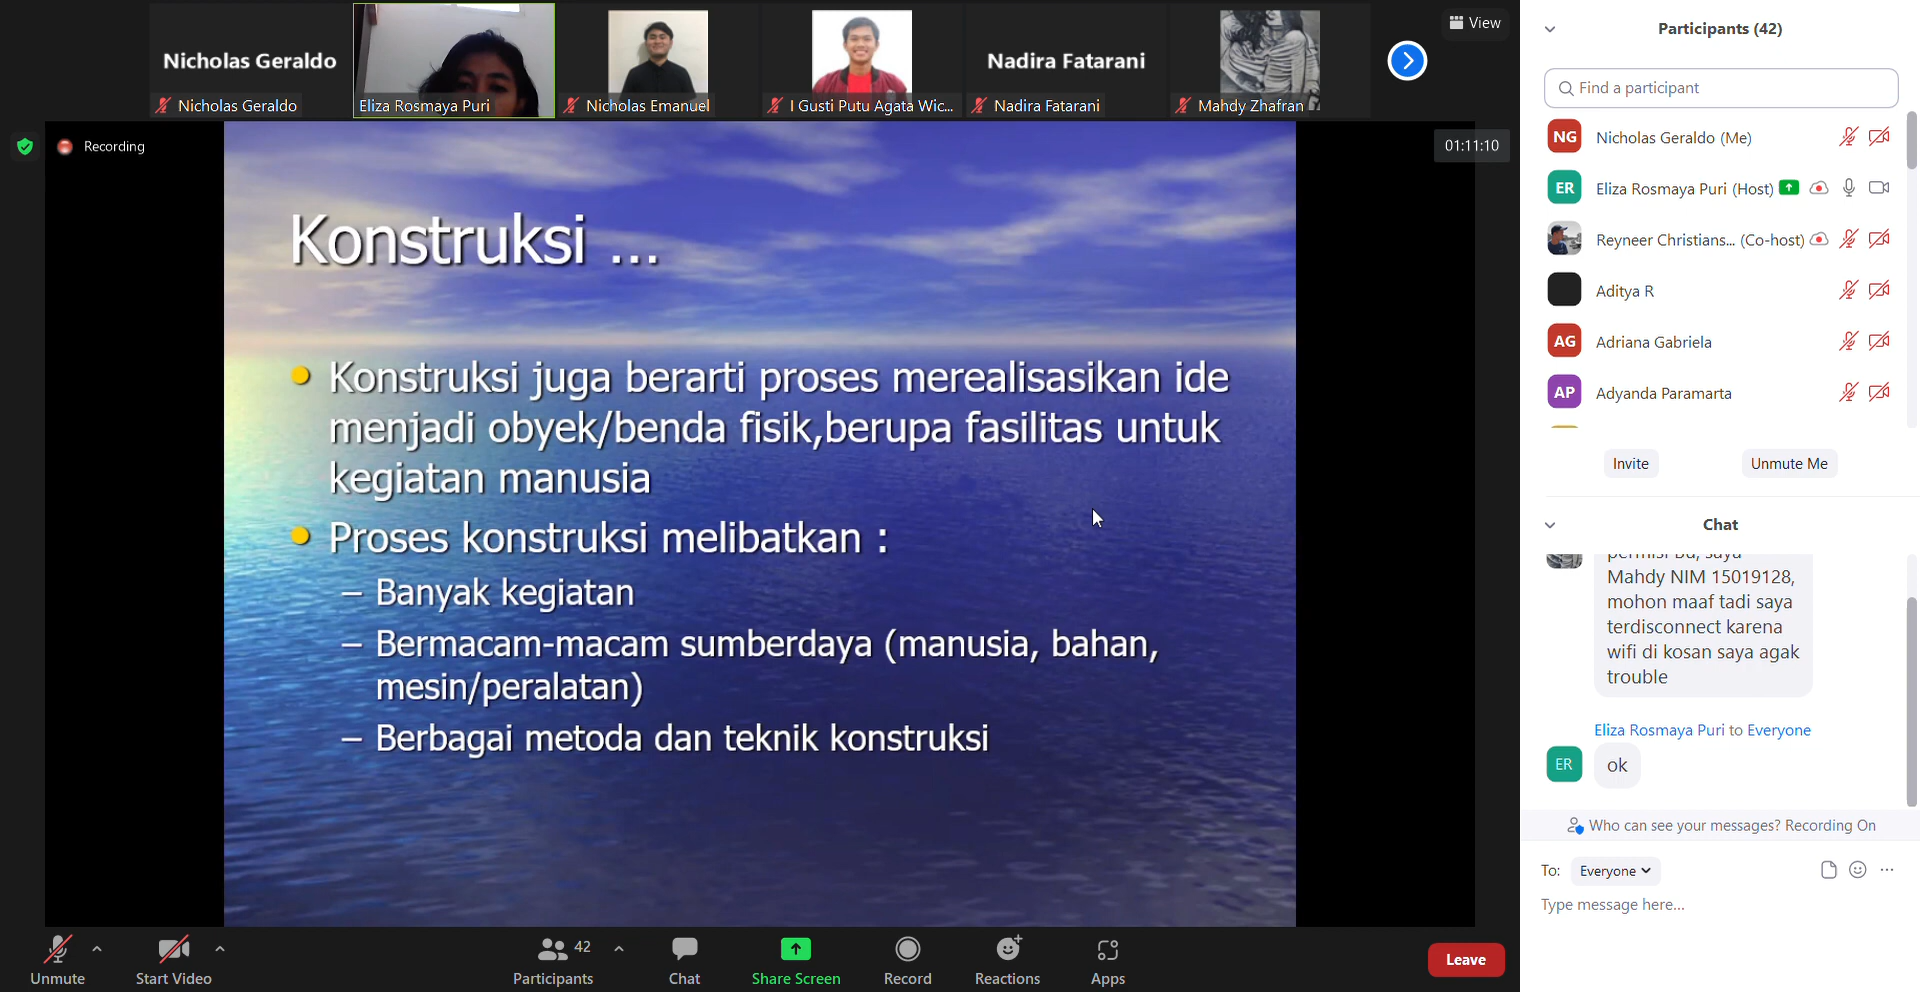 Nicholas Geraldo
Nadira Fatarani
View
Nicholas Geraldo
Eliza Rosmaya Puri
Nicholas Emanuel
I Gusti Putu Agata Wic...
Nadira Fatarani
Mahdy Zhafran
Recording
01:11:10
Konstruksi ...
Konstruksi juga berarti proses merealisasikan ide
menjadi obyek/benda fisik,berupa fasilitas untuk
kegiatan manusia
Proses konstruksi melibatkan :
– Banyak kegiatan
– Bermacam-macam sumberdaya (manusia, bahan,
mesin/peralatan)
– Berbagai metoda dan teknik konstruksi
Unmute
Start Video
42
Participants
Chat
Share Screen
Record
Reactions
Apps
Leave
Participants (42)
Find a participant
NG Nicholas Geraldo (Me)
ER Eliza Rosmaya Puri (Host)
Reyneer Christians... (Co-host)
Aditya R
AG Adriana Gabriela
AP Adyanda Paramarta
Invite
Unmute Me
Chat
permisi Bu, saya
Mahdy NIM 15019128,
mohon maaf tadi saya
terdisconnect karena
wifi di kosan saya agak
trouble
Eliza Rosmaya Puri to Everyone
ER ok
Who can see your messages? Recording On
To: Everyone
Type message here...